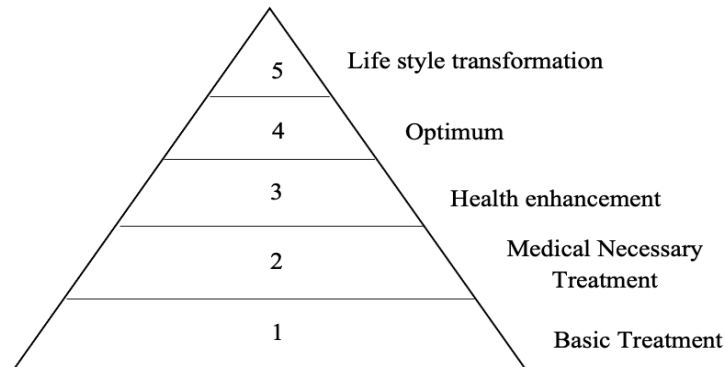 5 Life style transformation
4 Optimum
3 Health enhancement
2 Medical Necessary
Treatment
1 Basic Treatment